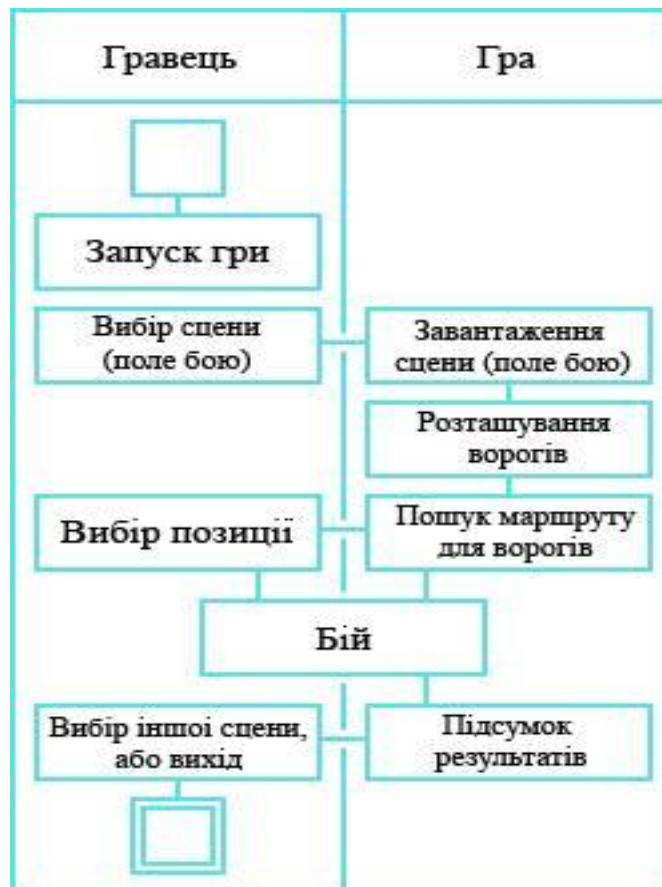 Гравець
Гра
Запуск гри
Вибір сцени
(поле бою)
Завантаження
сцени (поле бою)
Розташування
ворогів
Вибір позиції
Пошук маршруту
для ворогів
Бій
Вибір іншої сцени,
або вихід
Підсумок
результатів